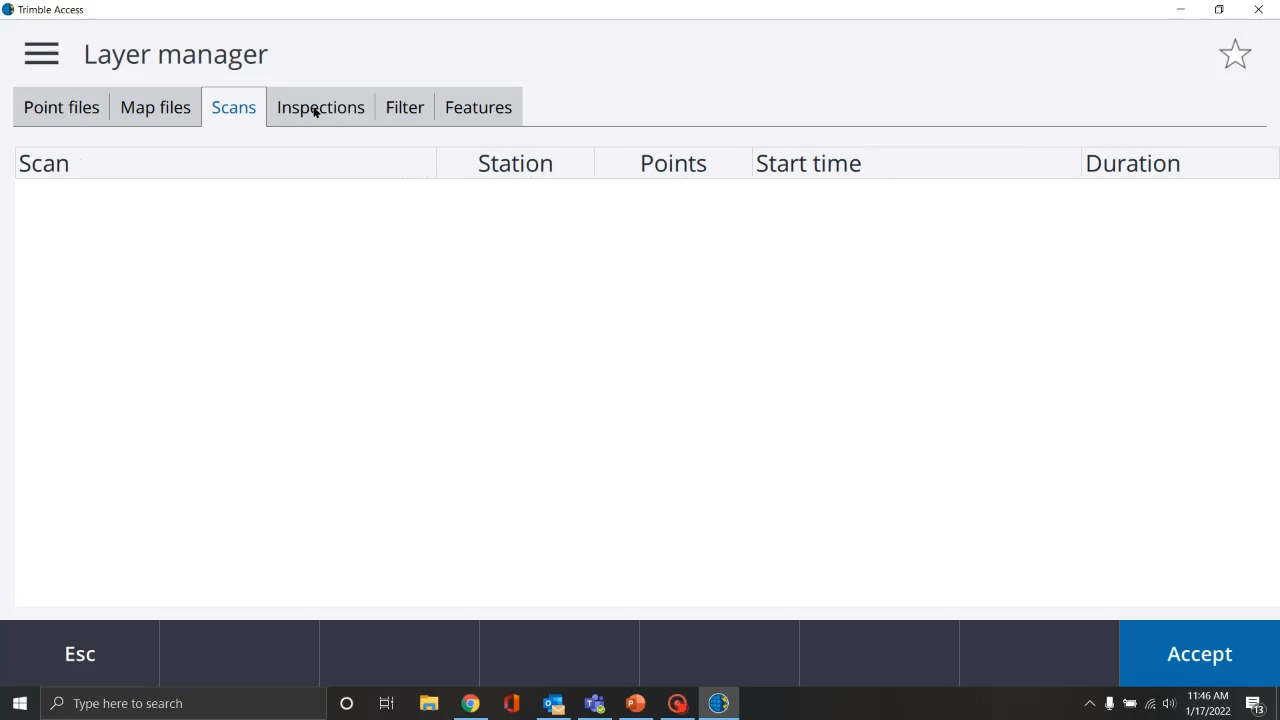 Trimble Access
Layer manager
Point files Map files Scans Inspections Filter Features
Scan Station Points Start time Duration
Esc Accept
Type here to search
11:46 AM
1/17/2022
13